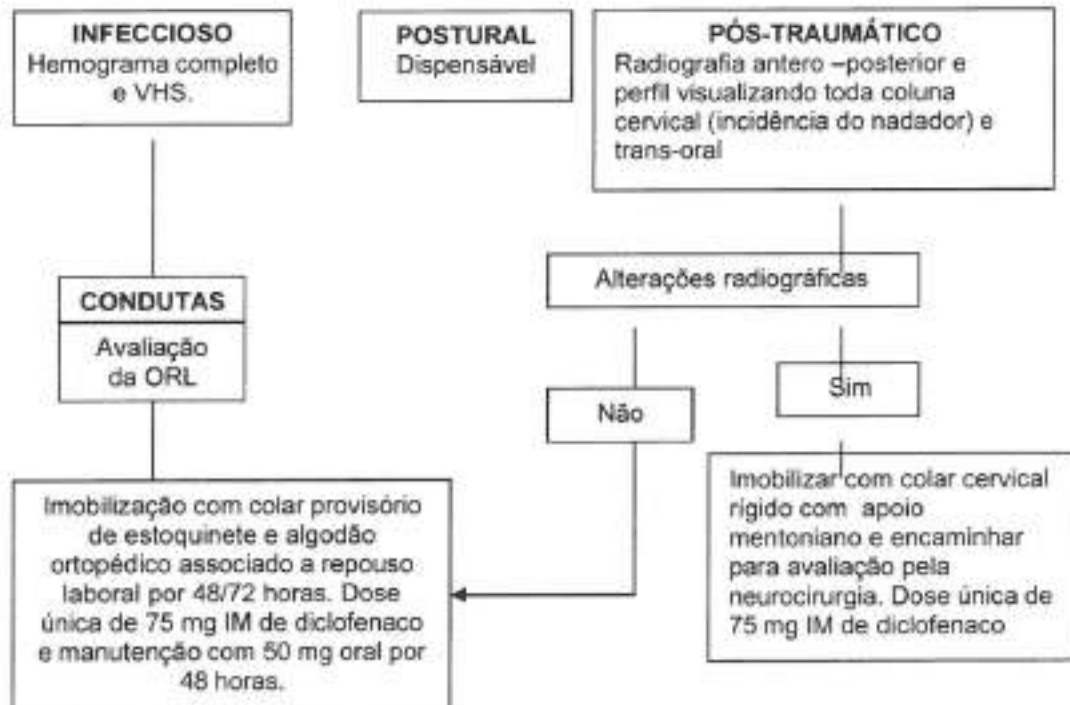 INFECCIOSO
Hemograma completo
e VHS.
POSTURAL
Dispensável
PÓS-TRAUMÁTICO
Radiografia antero –posterior e
perfil visualizando toda coluna
cervical (incidência do nadador) e
trans-oral
Alterações radiográficas
CONDUTAS
Avaliação
da ORL
Não
Sim
Imobilização com colar provisório
de estoquinete e algodão
ortopédico associado a repouso
laboral por 48/72 horas. Dose
única de 75 mg IM de diclofenaco
e manutenção com 50 mg oral por
48 horas.
Imobilizar com colar cervical
rígido com apoio
mentoniano e encaminhar
para avaliação pela
neurocirurgia. Dose única de
75 mg IM de diclofenaco